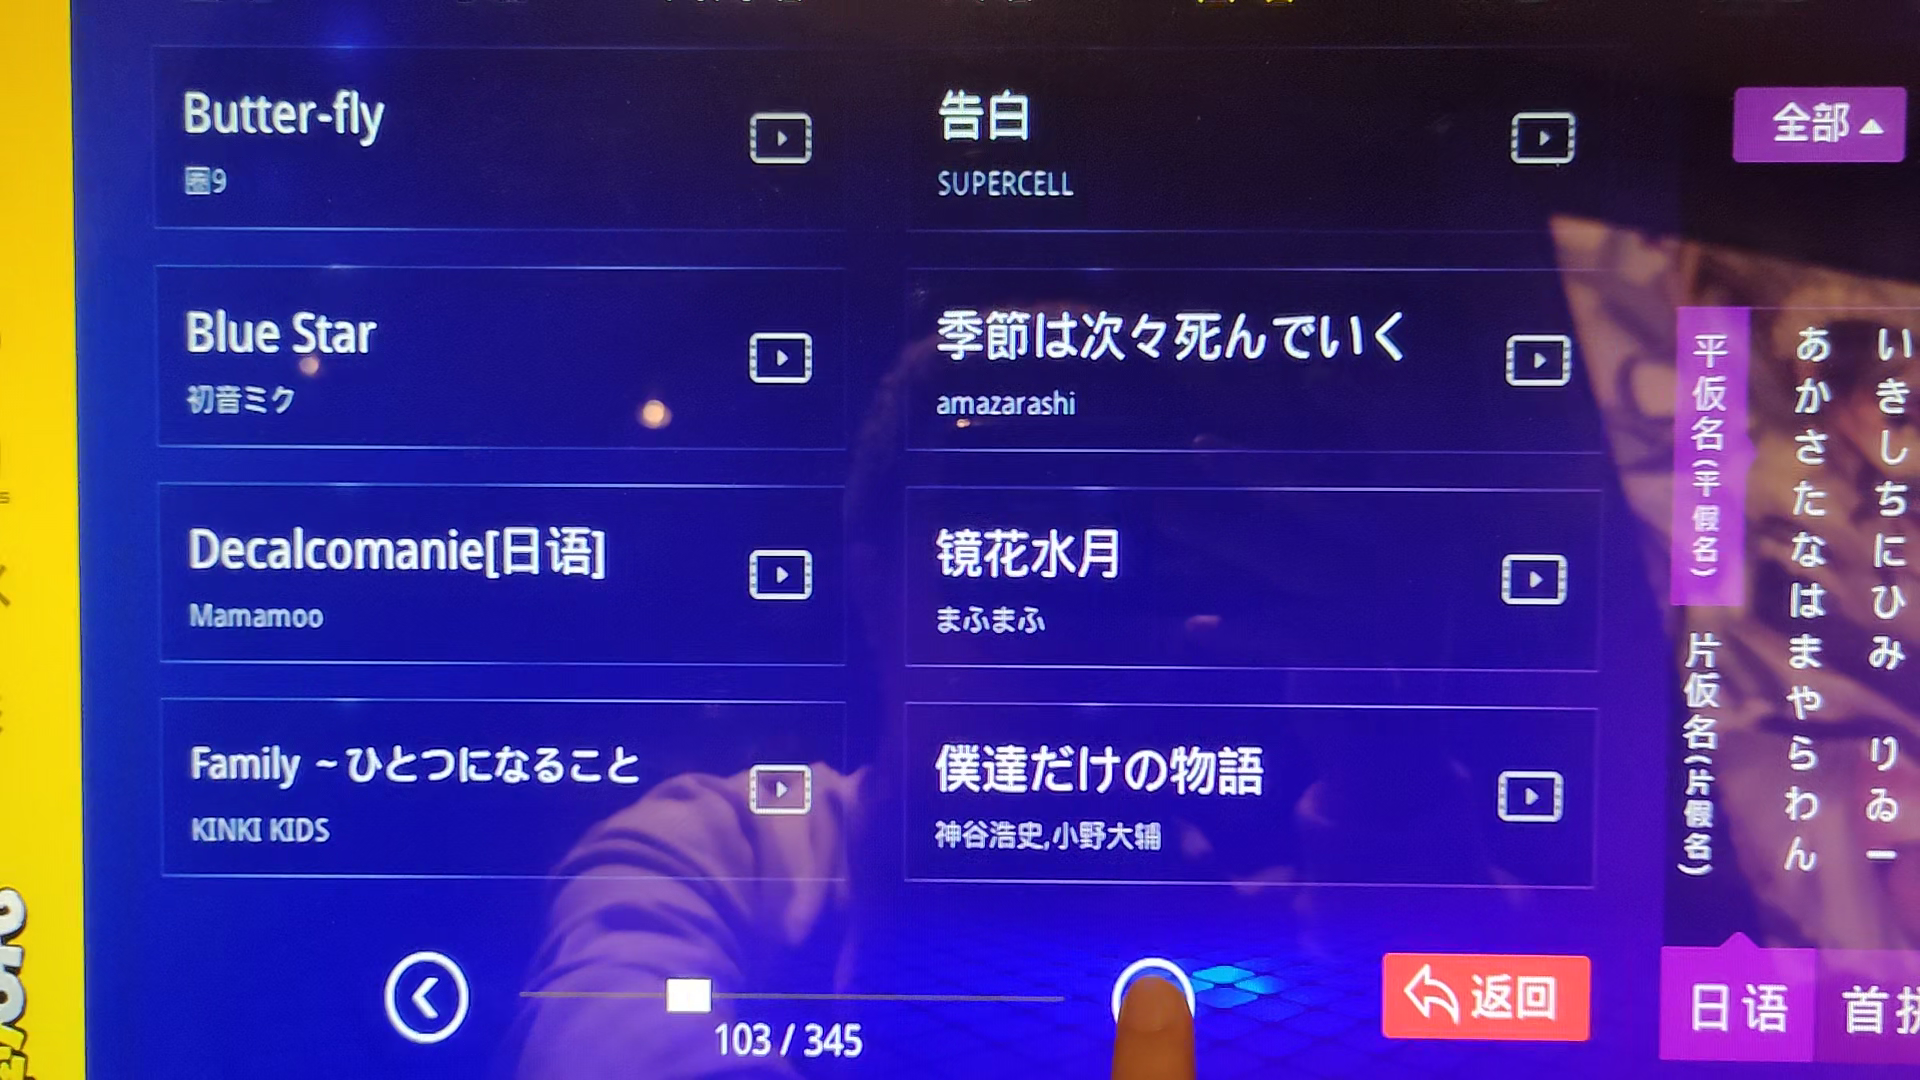 Butter-fly
圈9
告白
SUPERCELL
全部
Blue Star
初音ミク
季節は次々死んでいく
amazarashi
Decalcomanie[日语]
Mamamoo
镜花水月
まふまふ
Family ~ひとつになること
KINKI KIDS
僕達だけの物語
神谷浩史,小野大辅
平仮名(平假名)
片仮名(片假名)
あかさたなはまやらわん
いきしちにひみ りゐー
103 / 345
返回
日语
首拼